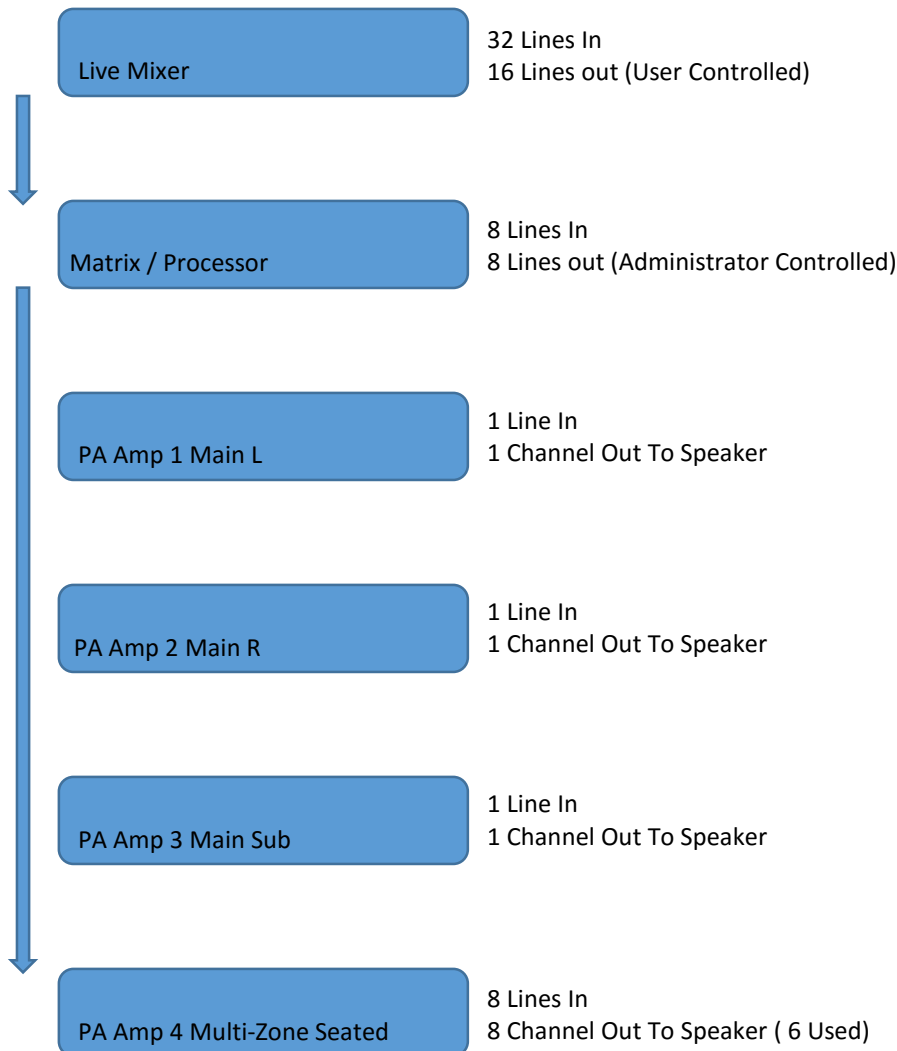 32 Lines In
Live Mixer
16 Lines out (User Controlled)
8 Lines In
Matrix / Processor
8 Lines out (Administrator Controlled)
1 Line In
PA Amp 1 Main L
1 Channel Out To Speaker
1 Line In
PA Amp 2 Main R
1 Channel Out To Speaker
1 Line In
PA Amp 3 Main Sub
1 Channel Out To Speaker
8 Lines In
PA Amp 4 Multi-Zone Seated
8 Channel Out To Speaker ( 6 Used)